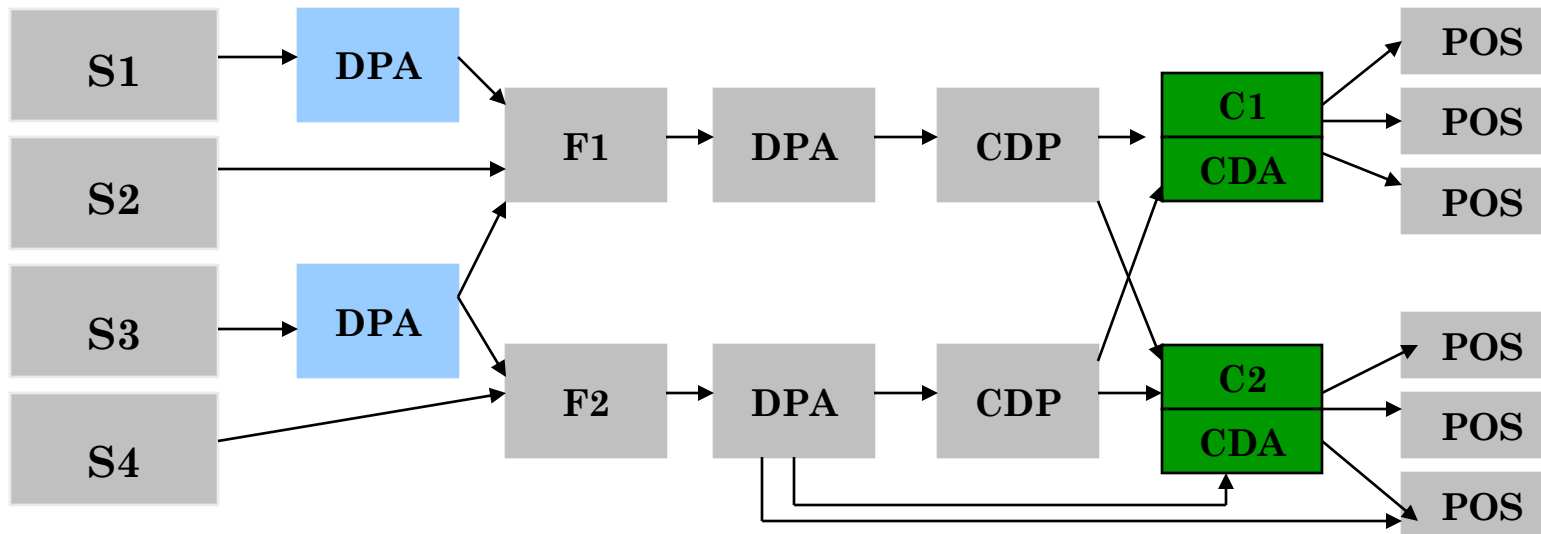 S1
DPA
POS
C1
POS
F1
DPA
CDP
CDA
S2
POS
S3
DPA
POS
C2
F2
DPA
CDP
POS
CDA
S4
POS